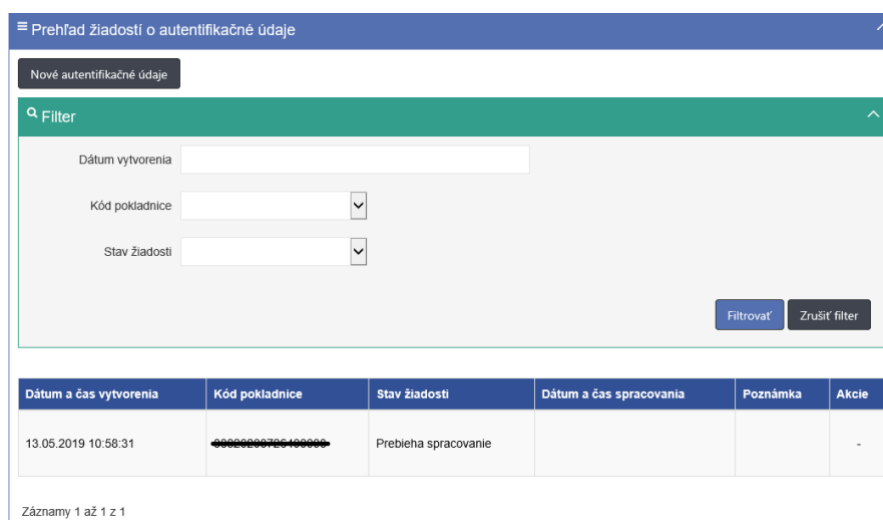 Prehľad žiadostí o autentifikačné údaje
Nové autentifikačné údaje
Filter
Dátum vytvorenia
Kód pokladnice
Stav žiadosti
Filtrovať Zrušiť filter
Dátum a čas vytvorenia Kód pokladnice Stav žiadosti Dátum a čas spracovania Poznámka Akcie
13.05.2019 10:58:31 Prebieha spracovanie -
Záznamy 1 až 1 z 1